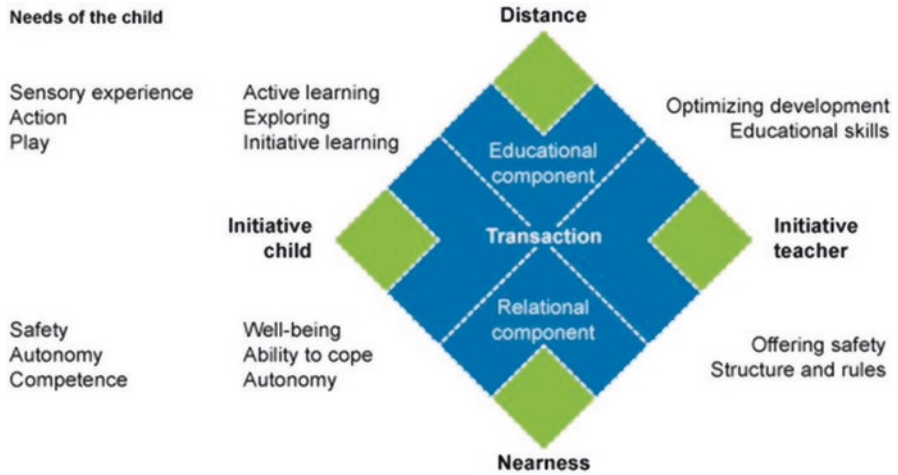 Needs of the child
Distance
Sensory experience
Action
Play
Active learning
Exploring
Initiative learning
Optimizing development
Educational skills
Educational
component
Initiative
child
Transaction
Initiative
teacher
Relational
component
Safety
Autonomy
Competence
Well-being
Ability to cope
Autonomy
Offering safety
Structure and rules
Nearness